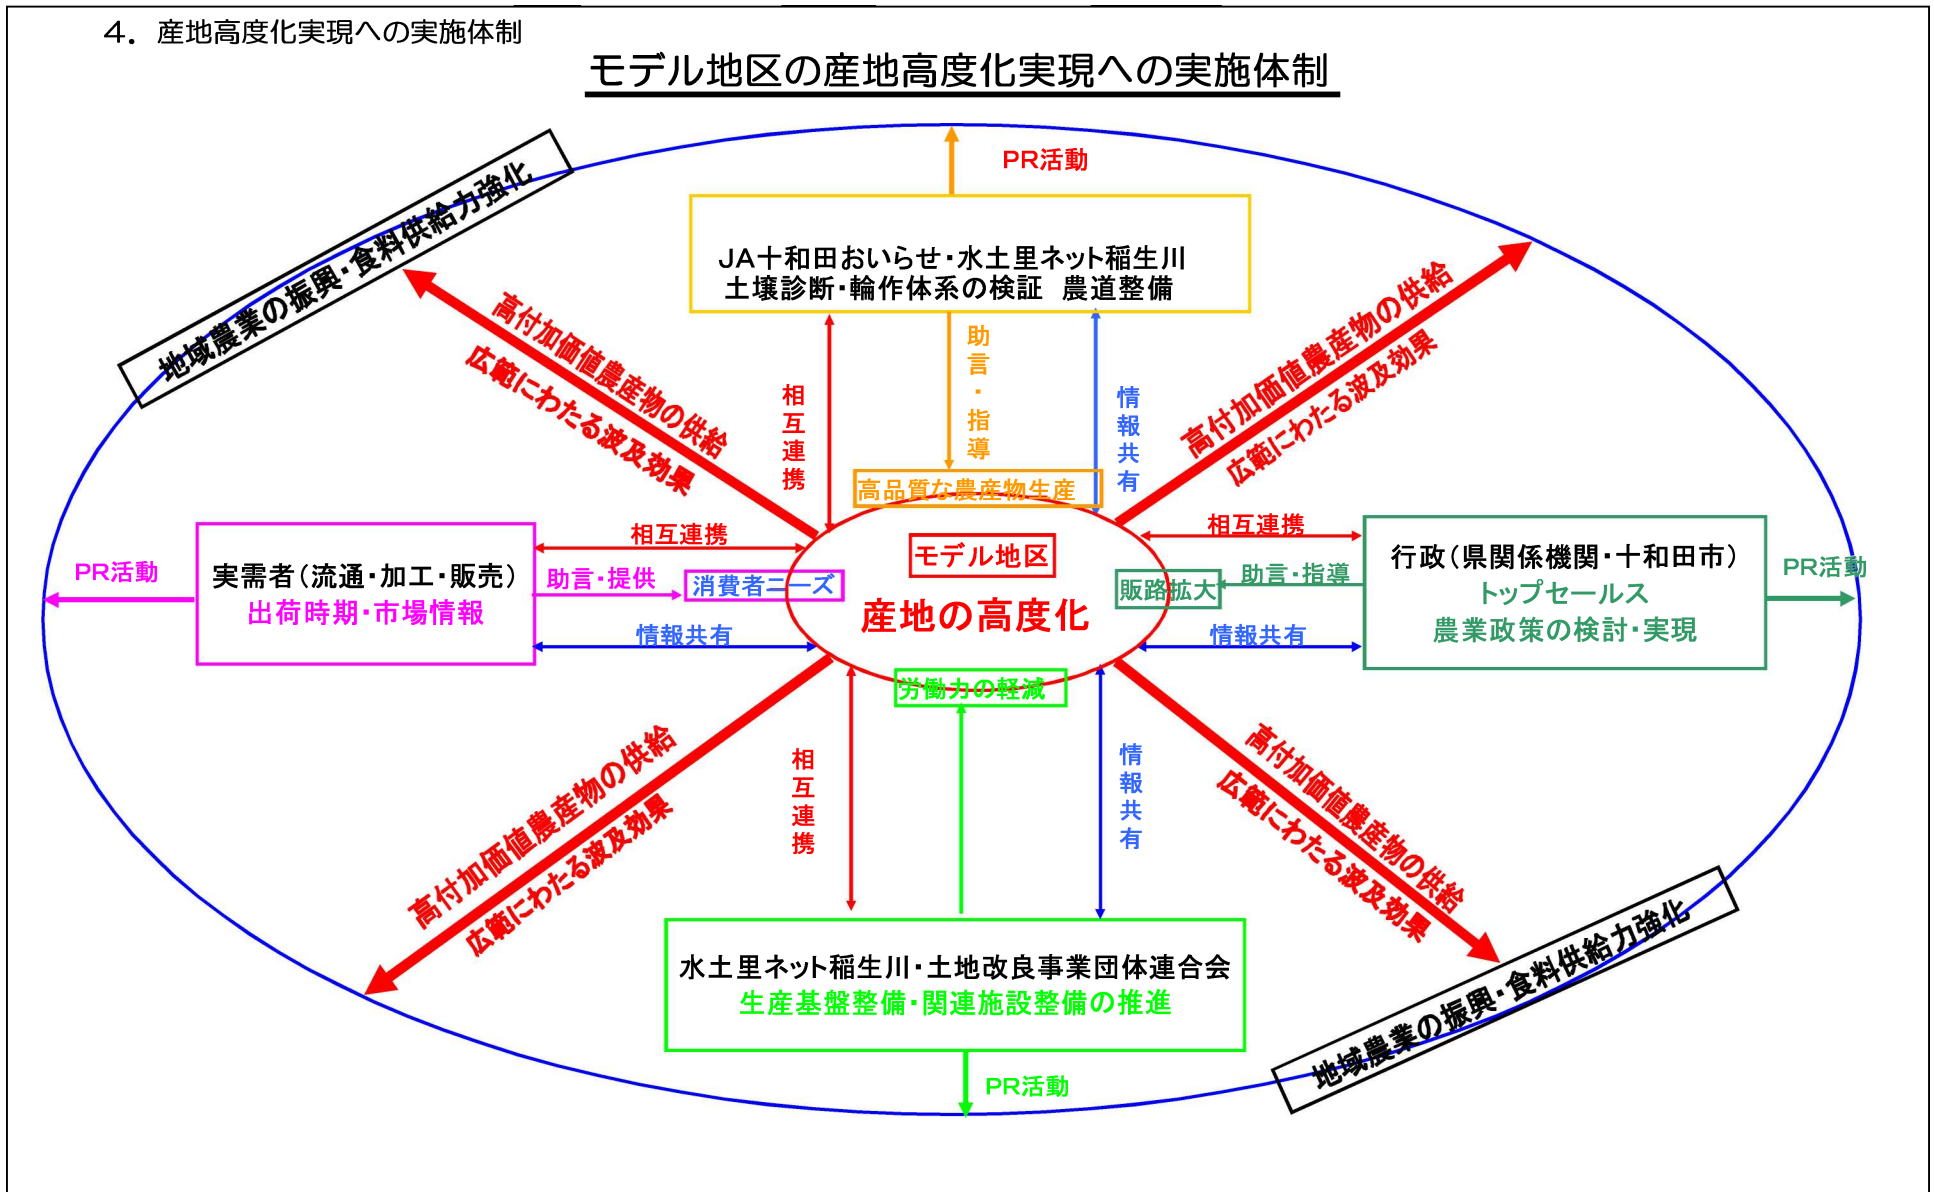 ４．産地高度化実現への実施体制
モデル地区の産地高度化実現への実施体制
PR活動
地域農業の振興・食料供給力強化
JA十和田おいらせ・水土里ネット稲生川
土壌診断・輪作体系の検証　農道整備
高付加価値農産物の供給
広範にわたる波及効果
相互連携
助言・指導
情報共有
高付加価値農産物の供給
広範にわたる波及効果
高品質な農産物生産
相互連携
相互連携
モデル地区
産地の高度化
PR活動
実需者（流通・加工・販売）
出荷時期・市場情報
助言・提供
消費者ニーズ
販路拡大
助言・指導
行政（県関係機関・十和田市）
トップセールス
農業政策の検討・実現
PR活動
情報共有
情報共有
労働力の軽減
高付加価値農産物の供給
広範にわたる波及効果
相互連携
情報共有
高付加価値農産物の供給
広範にわたる波及効果
水土里ネット稲生川・土地改良事業団体連合会
生産基盤整備・関連施設整備の推進
地域農業の振興・食料供給力強化
PR活動